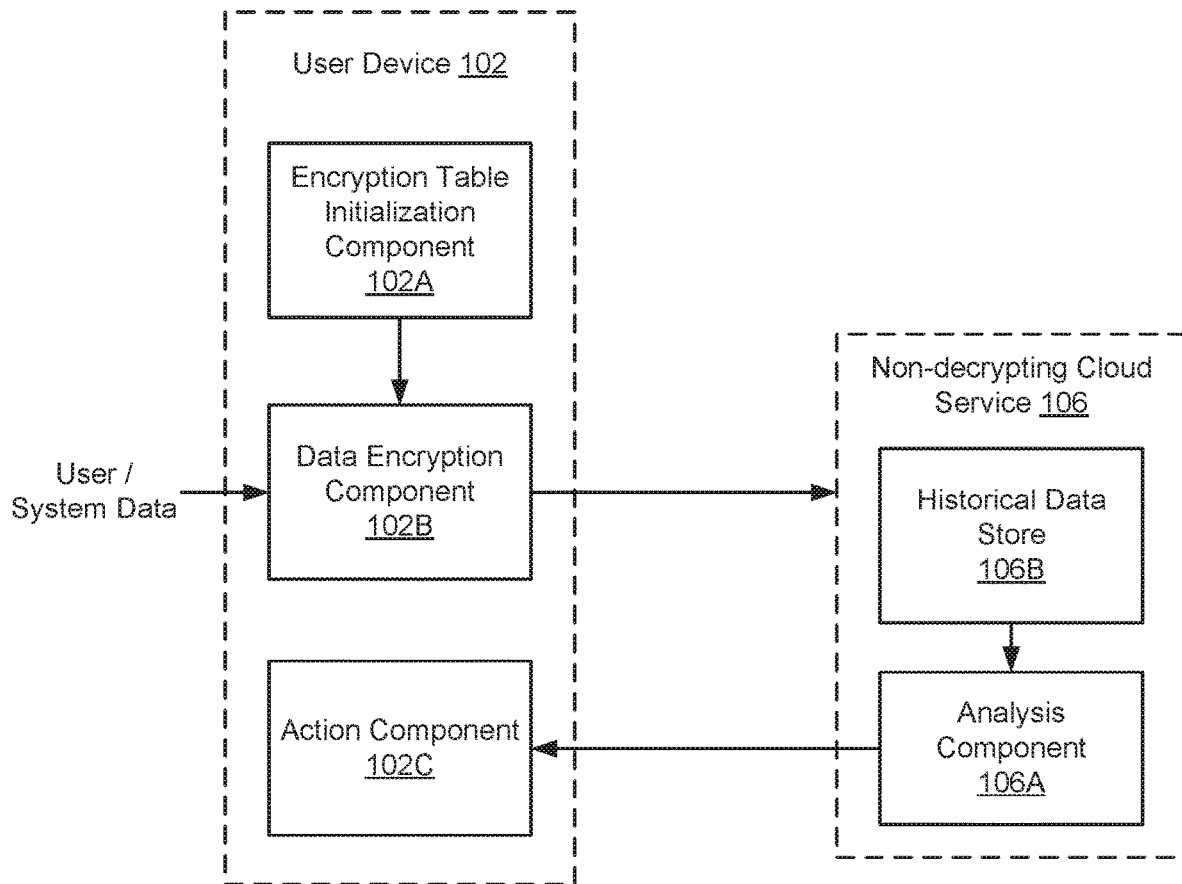 User Device 102
Encryption Table
Initialization
Component
102A
User /
System Data
Data Encryption
Component
102B
Action Component
102C
Non-decrypting Cloud
Service 106
Historical Data
Store
106B
Analysis
Component
106A